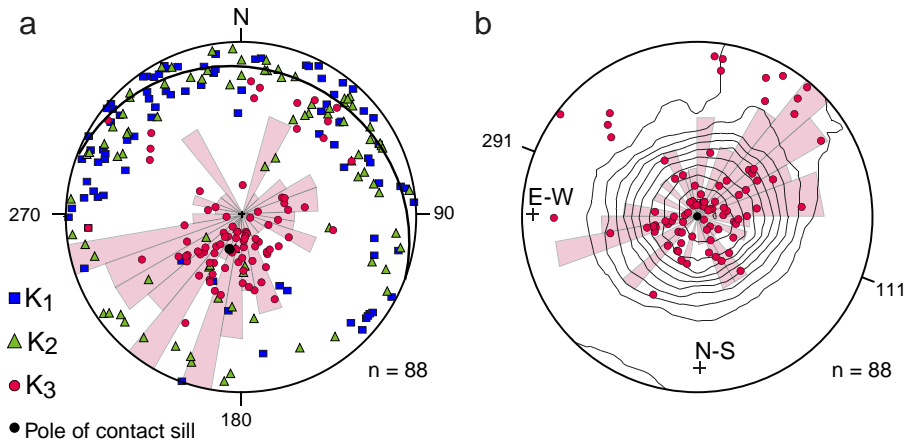 a
N
270
90
180
n = 88
K₁
K₂
K₃
Pole of contact sill
b
291
E-W
111
N-S
n = 88